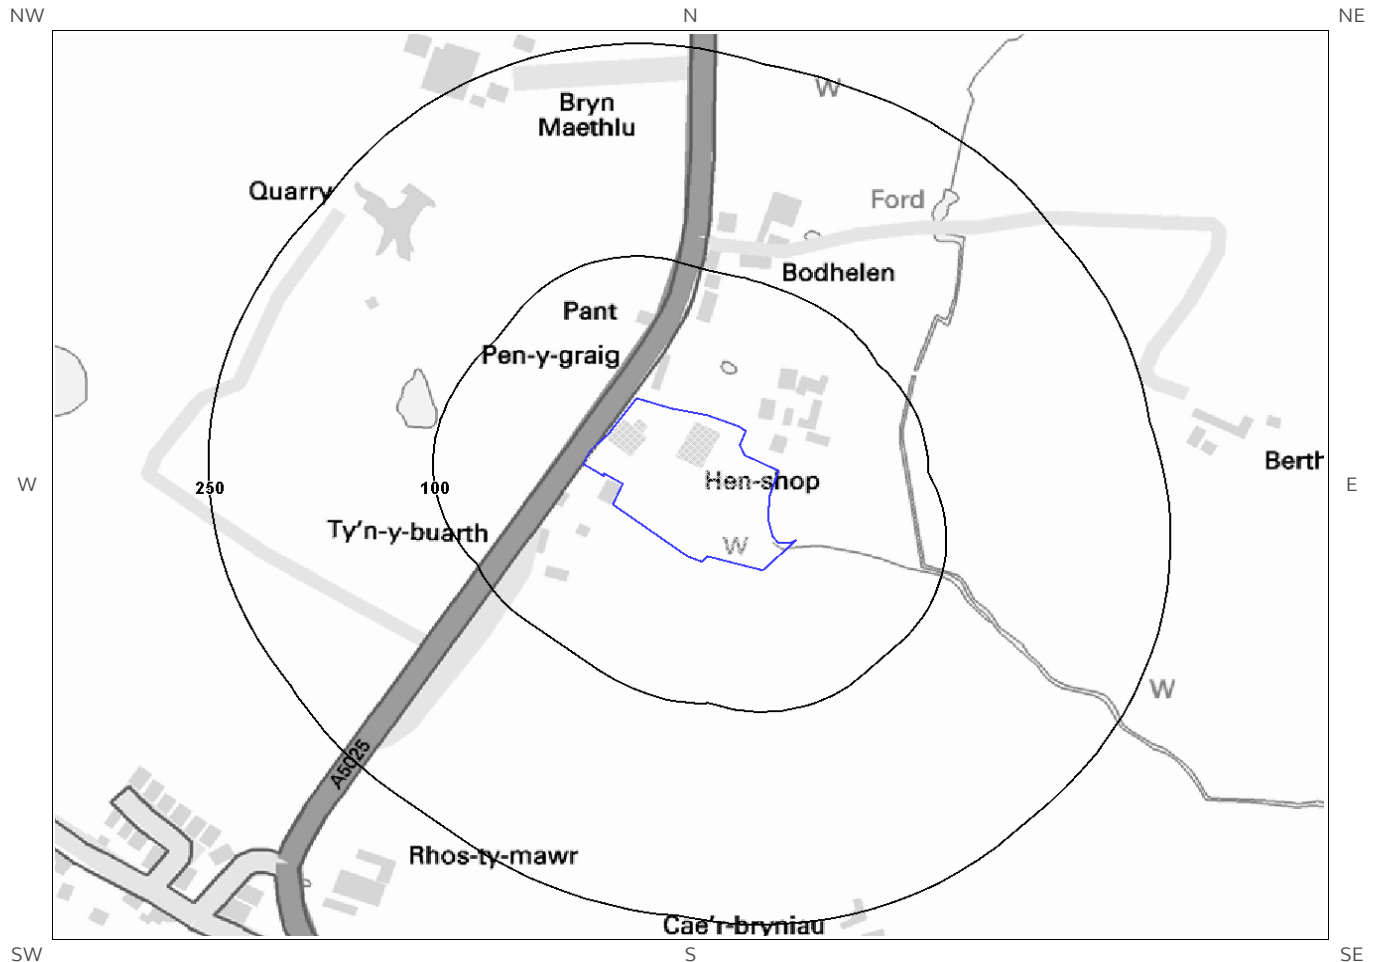 NW N NE
W
Bryn
Maethlu
Quarry
Ford
Bodhelen
Pant
Pen-y-graig
Berth
W 250 100 Hen-shop E
Ty'n-y-buarth
W
W
A5025
Rhos-ty-mawr
Cae'r-bryniau
SW S SE